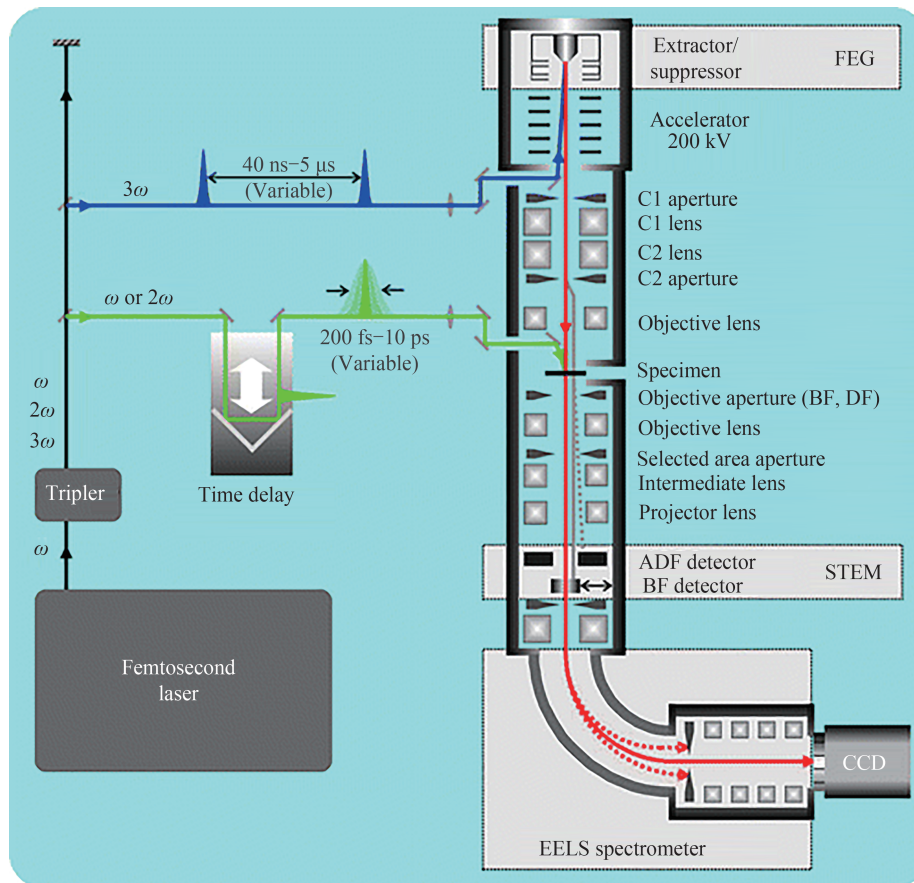 Extractor/
suppressor
FEG
Accelerator
200 kV
40 ns−5 μs
(Variable)
3ω
C1 aperture
C1 lens
C2 lens
C2 aperture
ω or 2ω
200 fs−10 ps
(Variable)
Objective lens
Specimen
Objective aperture (BF, DF)
Objective lens
Selected area aperture
Intermediate lens
Projector lens
ω
2ω
3ω
Time delay
Tripler
ω
ADF detector
BF detector
STEM
Femtosecond
laser
CCD
EELS spectrometer